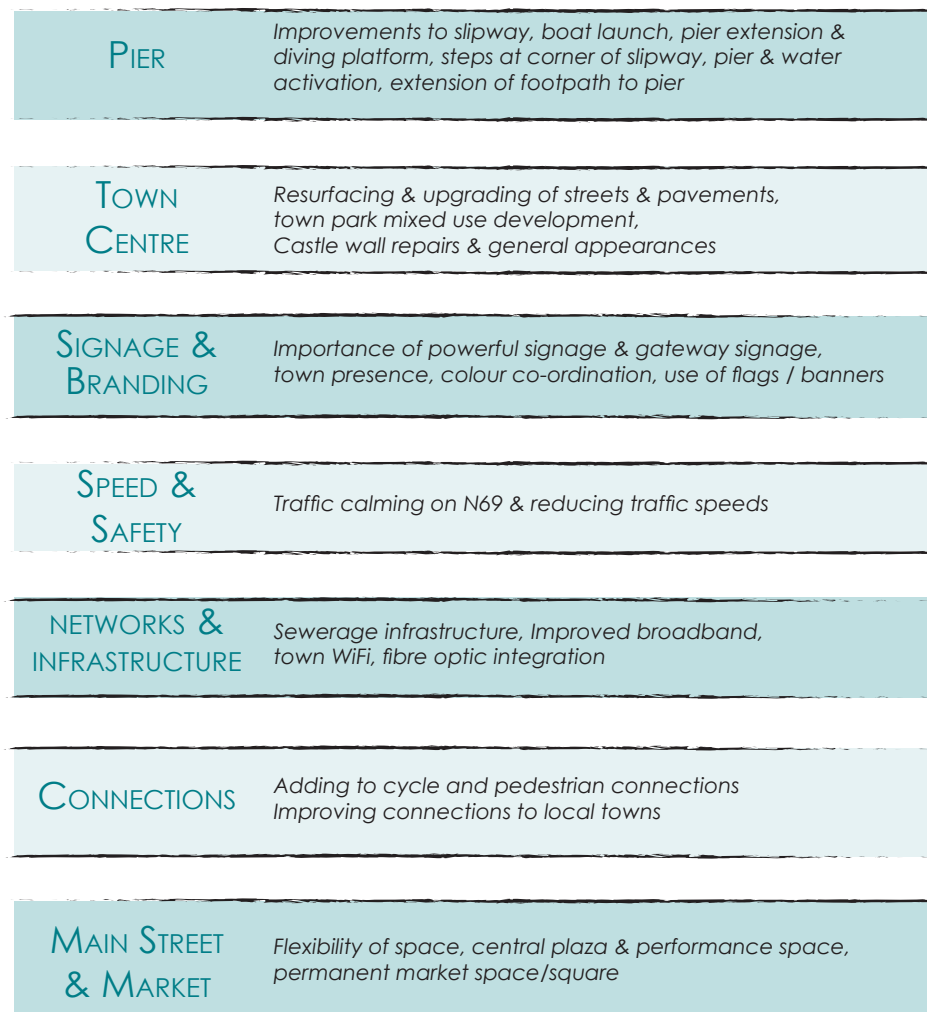 Pier
Improvements to slipway, boat launch, pier extension &
diving platform, steps at corner of slipway, pier & water
activation, extension of footpath to pier
Town
Centre
Resurfacing & upgrading of streets & pavements,
town park mixed use development,
Castle wall repairs & general appearances
Signage &
Branding
Importance of powerful signage & gateway signage,
town presence, colour co-ordination, use of flags / banners
Speed &
Safety
Traffic calming on N69 & reducing traffic speeds
networks &
infrastructure
Sewerage infrastructure, Improved broadband,
town WiFi, fibre optic integration
Connections
Adding to cycle and pedestrian connections
Improving connections to local towns
Main Street
& Market
Flexibility of space, central plaza & performance space,
permanent market space/square